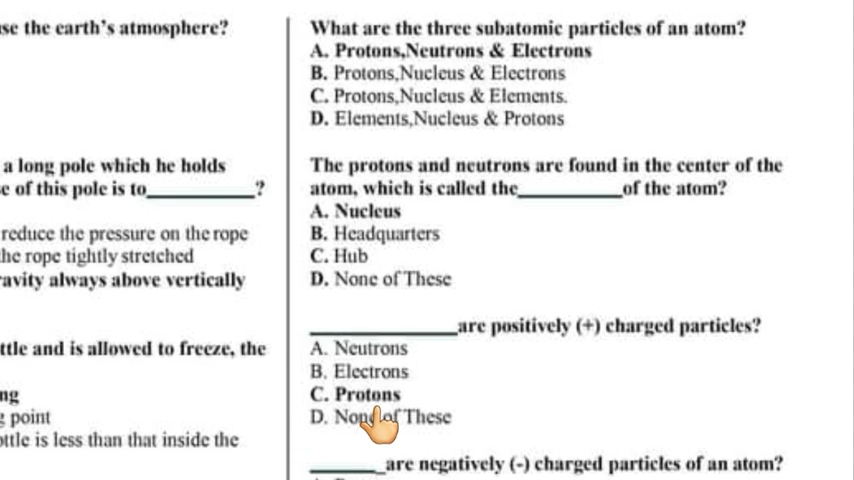 se the earth's atmosphere?
a long pole which he holds
e of this pole is to__________?
reduce the pressure on the rope
he rope tightly stretched
avity always above vertically
ttle and is allowed to freeze, the
ng
g point
ottle is less than that inside the
What are the three subatomic particles of an atom?
A. Protons,Neutrons & Electrons
B. Protons,Nucleus & Electrons
C. Protons,Nucleus & Elements.
D. Elements,Nucleus & Protons
The protons and neutrons are found in the center of the
atom, which is called the__________of the atom?
A. Nucleus
B. Headquarters
C. Hub
D. None of These
______________are positively (+) charged particles?
A. Neutrons
B. Electrons
C. Protons
D. None of These
_______are negatively (-) charged particles of an atom?